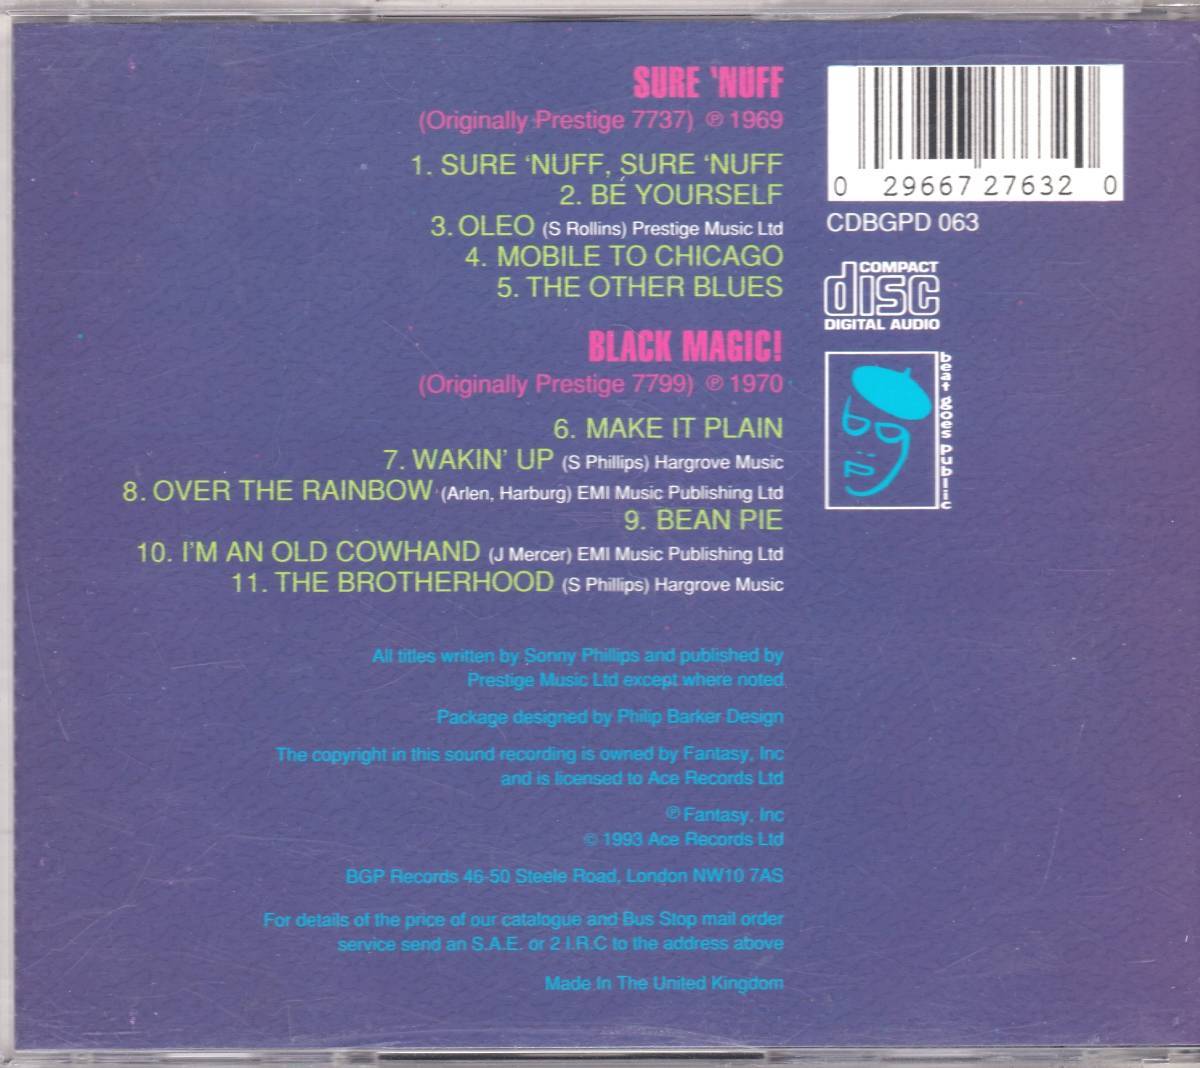 SURE 'NUFF
(Originally Prestige 7737) ℗ 1969
1. SURE ‘NUFF, SURE ‘NUFF
2. BE YOURSELF
3. OLEO (S Rollins) Prestige Music Ltd
4. MOBILE TO CHICAGO
5. THE OTHER BLUES
BLACK MAGIC!
(Originally Prestige 7799) ℗ 1970
6. MAKE IT PLAIN
7. WAKIN’ UP (S Phillips) Hargrove Music
8. OVER THE RAINBOW (Arlen, Harburg) EMI Music Publishing Ltd
9. BEAN PIE
10. I’M AN OLD COWHAND (J Mercer) EMI Music Publishing Ltd
11. THE BROTHERHOOD (S Phillips) Hargrove Music
All titles written by Sonny Phillips and published by
Prestige Music Ltd except where noted
Package designed by Philip Barker Design
The copyright in this sound recording is owned by Fantasy, Inc
and is licensed to Ace Records Ltd
℗ Fantasy, Inc
© 1993 Ace Records Ltd
BGP Records 46-50 Steele Road, London NW10 7AS
For details of the price of our catalogue and Bus Stop mail order
service send an S.A.E. or 2 I.R.C to the address above
Made In The United Kingdom
0 29667 27632 0
CDBGPD 063
COMPACT
disc
DIGITAL AUDIO
beat goes public